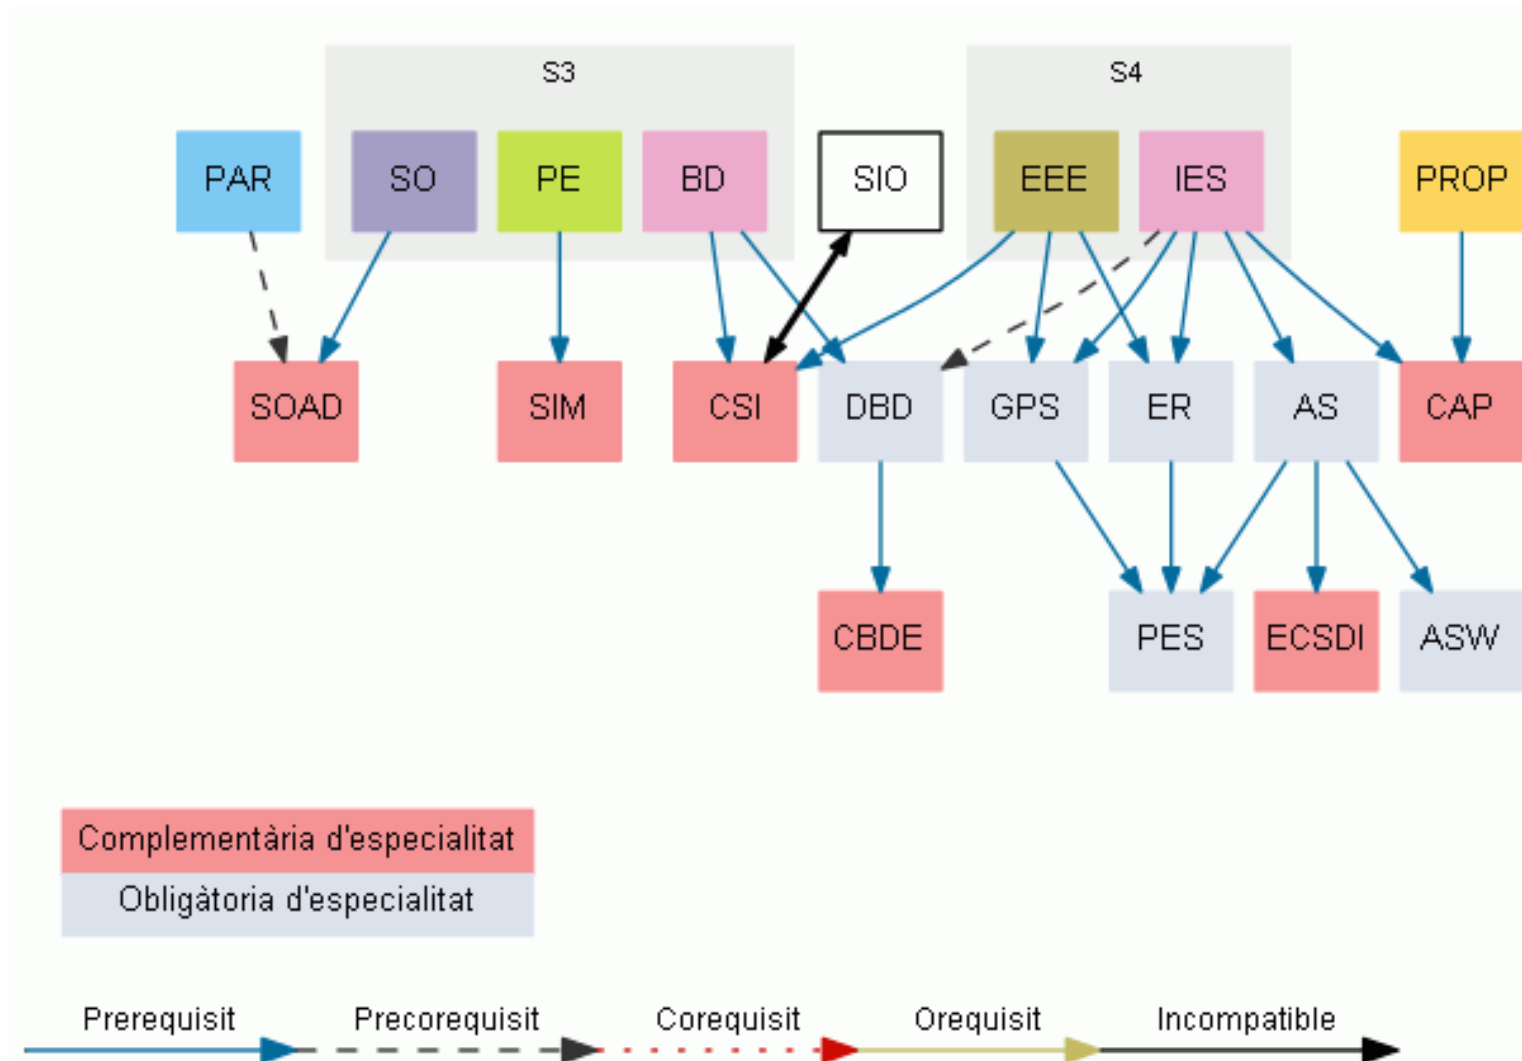 S3
S4
PAR
SO
PE
BD
SIO
EEE
IES
PROP
SOAD
SIM
CSI
DBD
GPS
ER
AS
CAP
CBDE
PES
ECSDI
ASW
Complementària d'especialitat
Obligàtoria d'especialitat
Prerequisit
Precorequisit
Corequisit
Orequisit
Incompatible